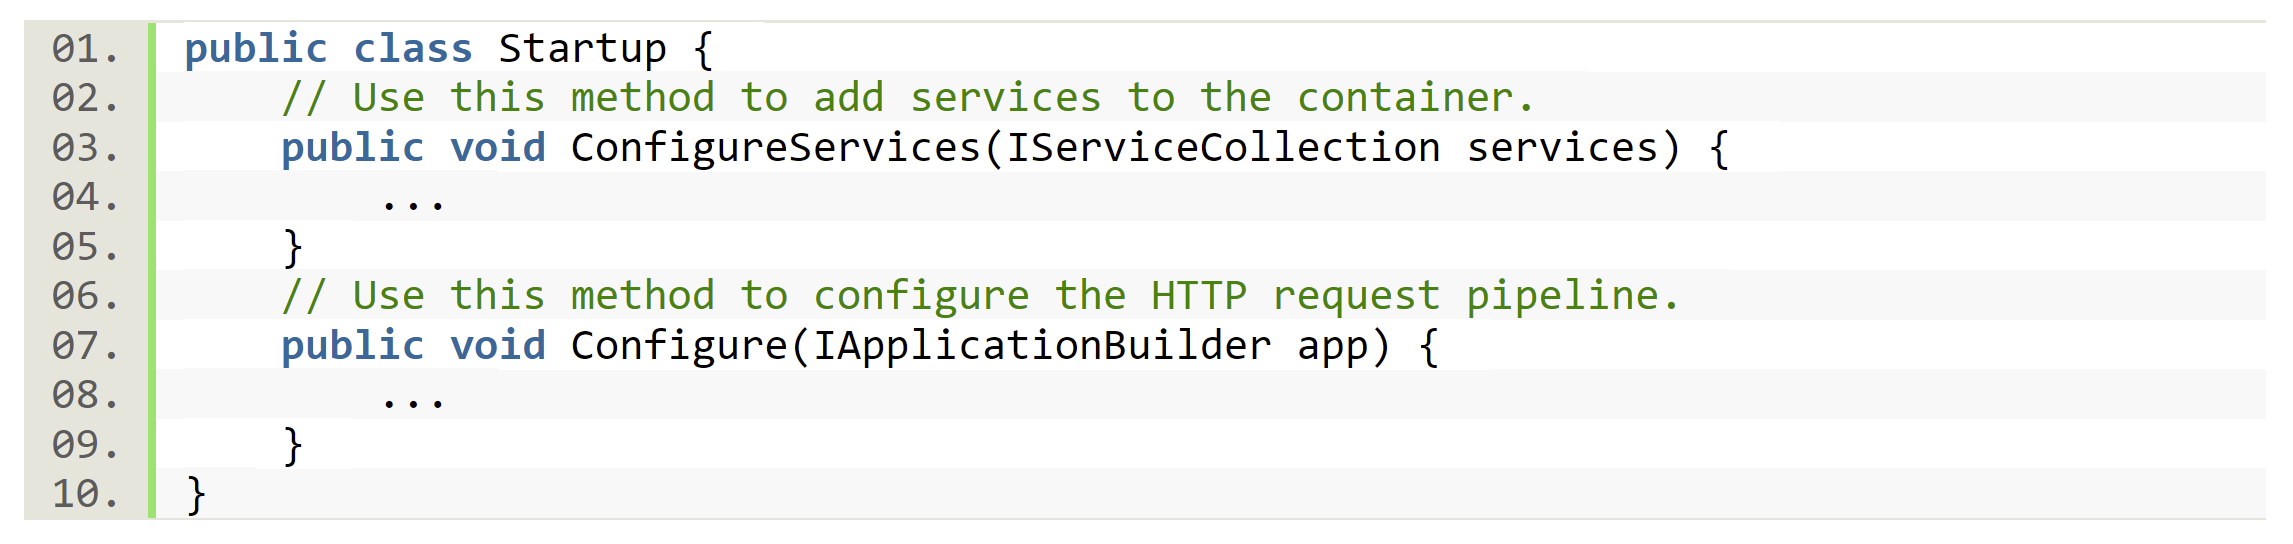 01. public class Startup {
02.     // Use this method to add services to the container.
03.     public void ConfigureServices(IServiceCollection services) {
04.         ...
05.     }
06.     // Use this method to configure the HTTP request pipeline.
07.     public void Configure(IApplicationBuilder app) {
08.         ...
09.     }
10. }